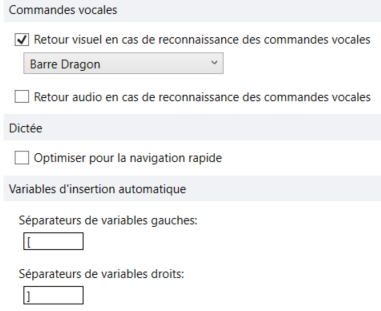 Commandes vocales
Retour visuel en cas de reconnaissance des commandes vocales
Barre Dragon
Retour audio en cas de reconnaissance des commandes vocales
Dictée
Optimiser pour la navigation rapide
Variables d'insertion automatique
Séparateurs de variables gauches:
[
Séparateurs de variables droits:
]